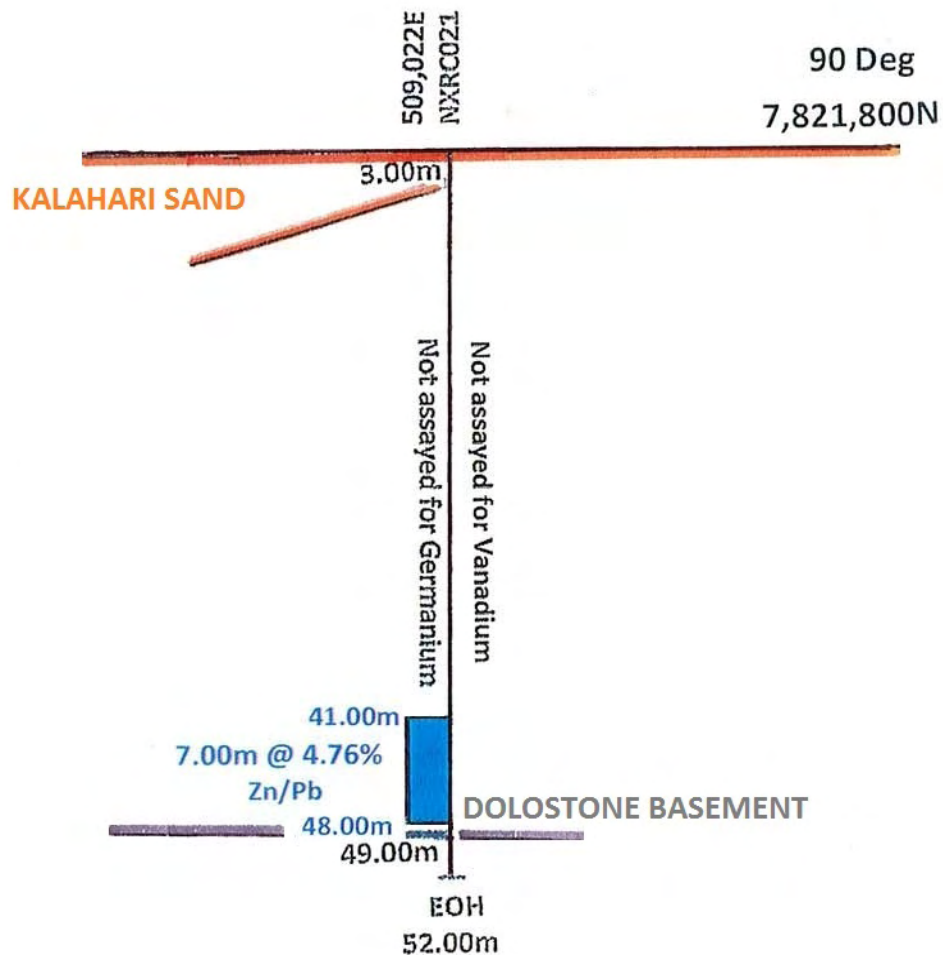 509,022E
NXRC021
90 Deg
7,821,800N
3.00m
KALAHARI SAND
Not assayed for Germanium
Not assayed for Vanadium
41.00m
7.00m @ 4.76%
Zn/Pb
48.00m
DOLOSTONE BASEMENT
49.00m
EOH
52.00m